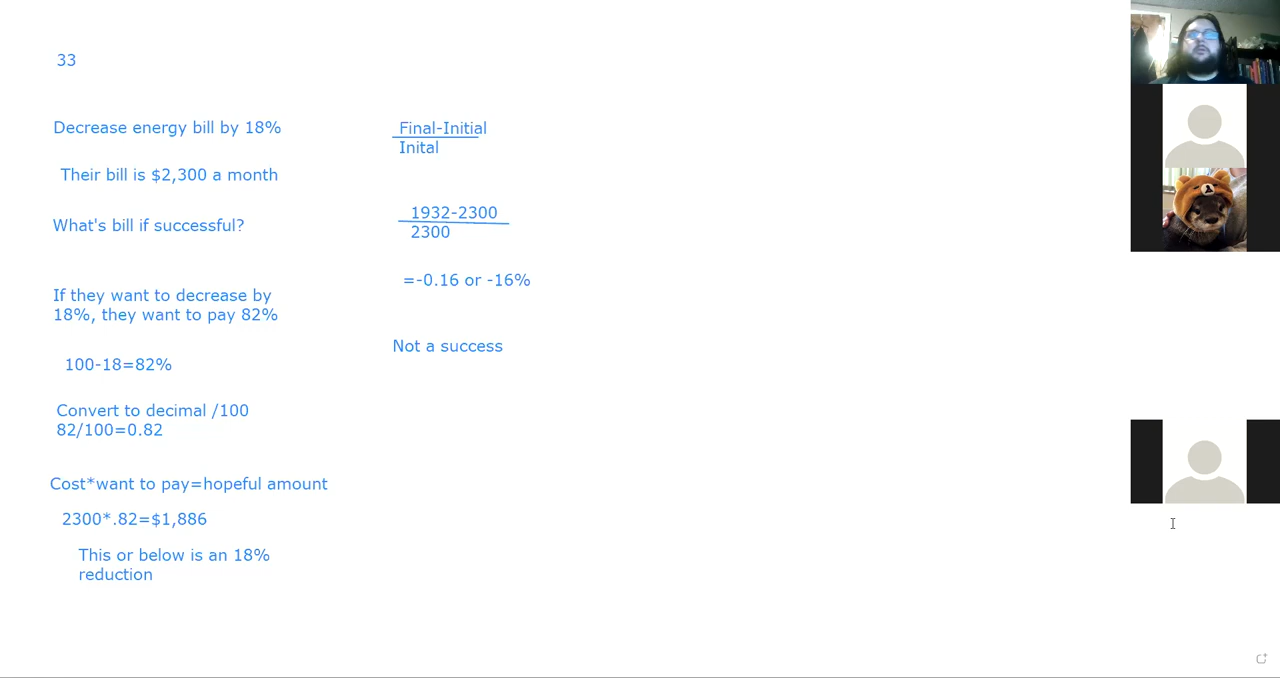 33
Decrease energy bill by 18%
Their bill is $2,300 a month
What's bill if successful?
If they want to decrease by
18%, they want to pay 82%
100-18=82%
Convert to decimal /100
82/100=0.82
Cost*want to pay=hopeful amount
2300*.82=$1,886
This or below is an 18%
reduction
Final-Initial
Inital
1932-2300
2300
=-0.16 or -16%
Not a success